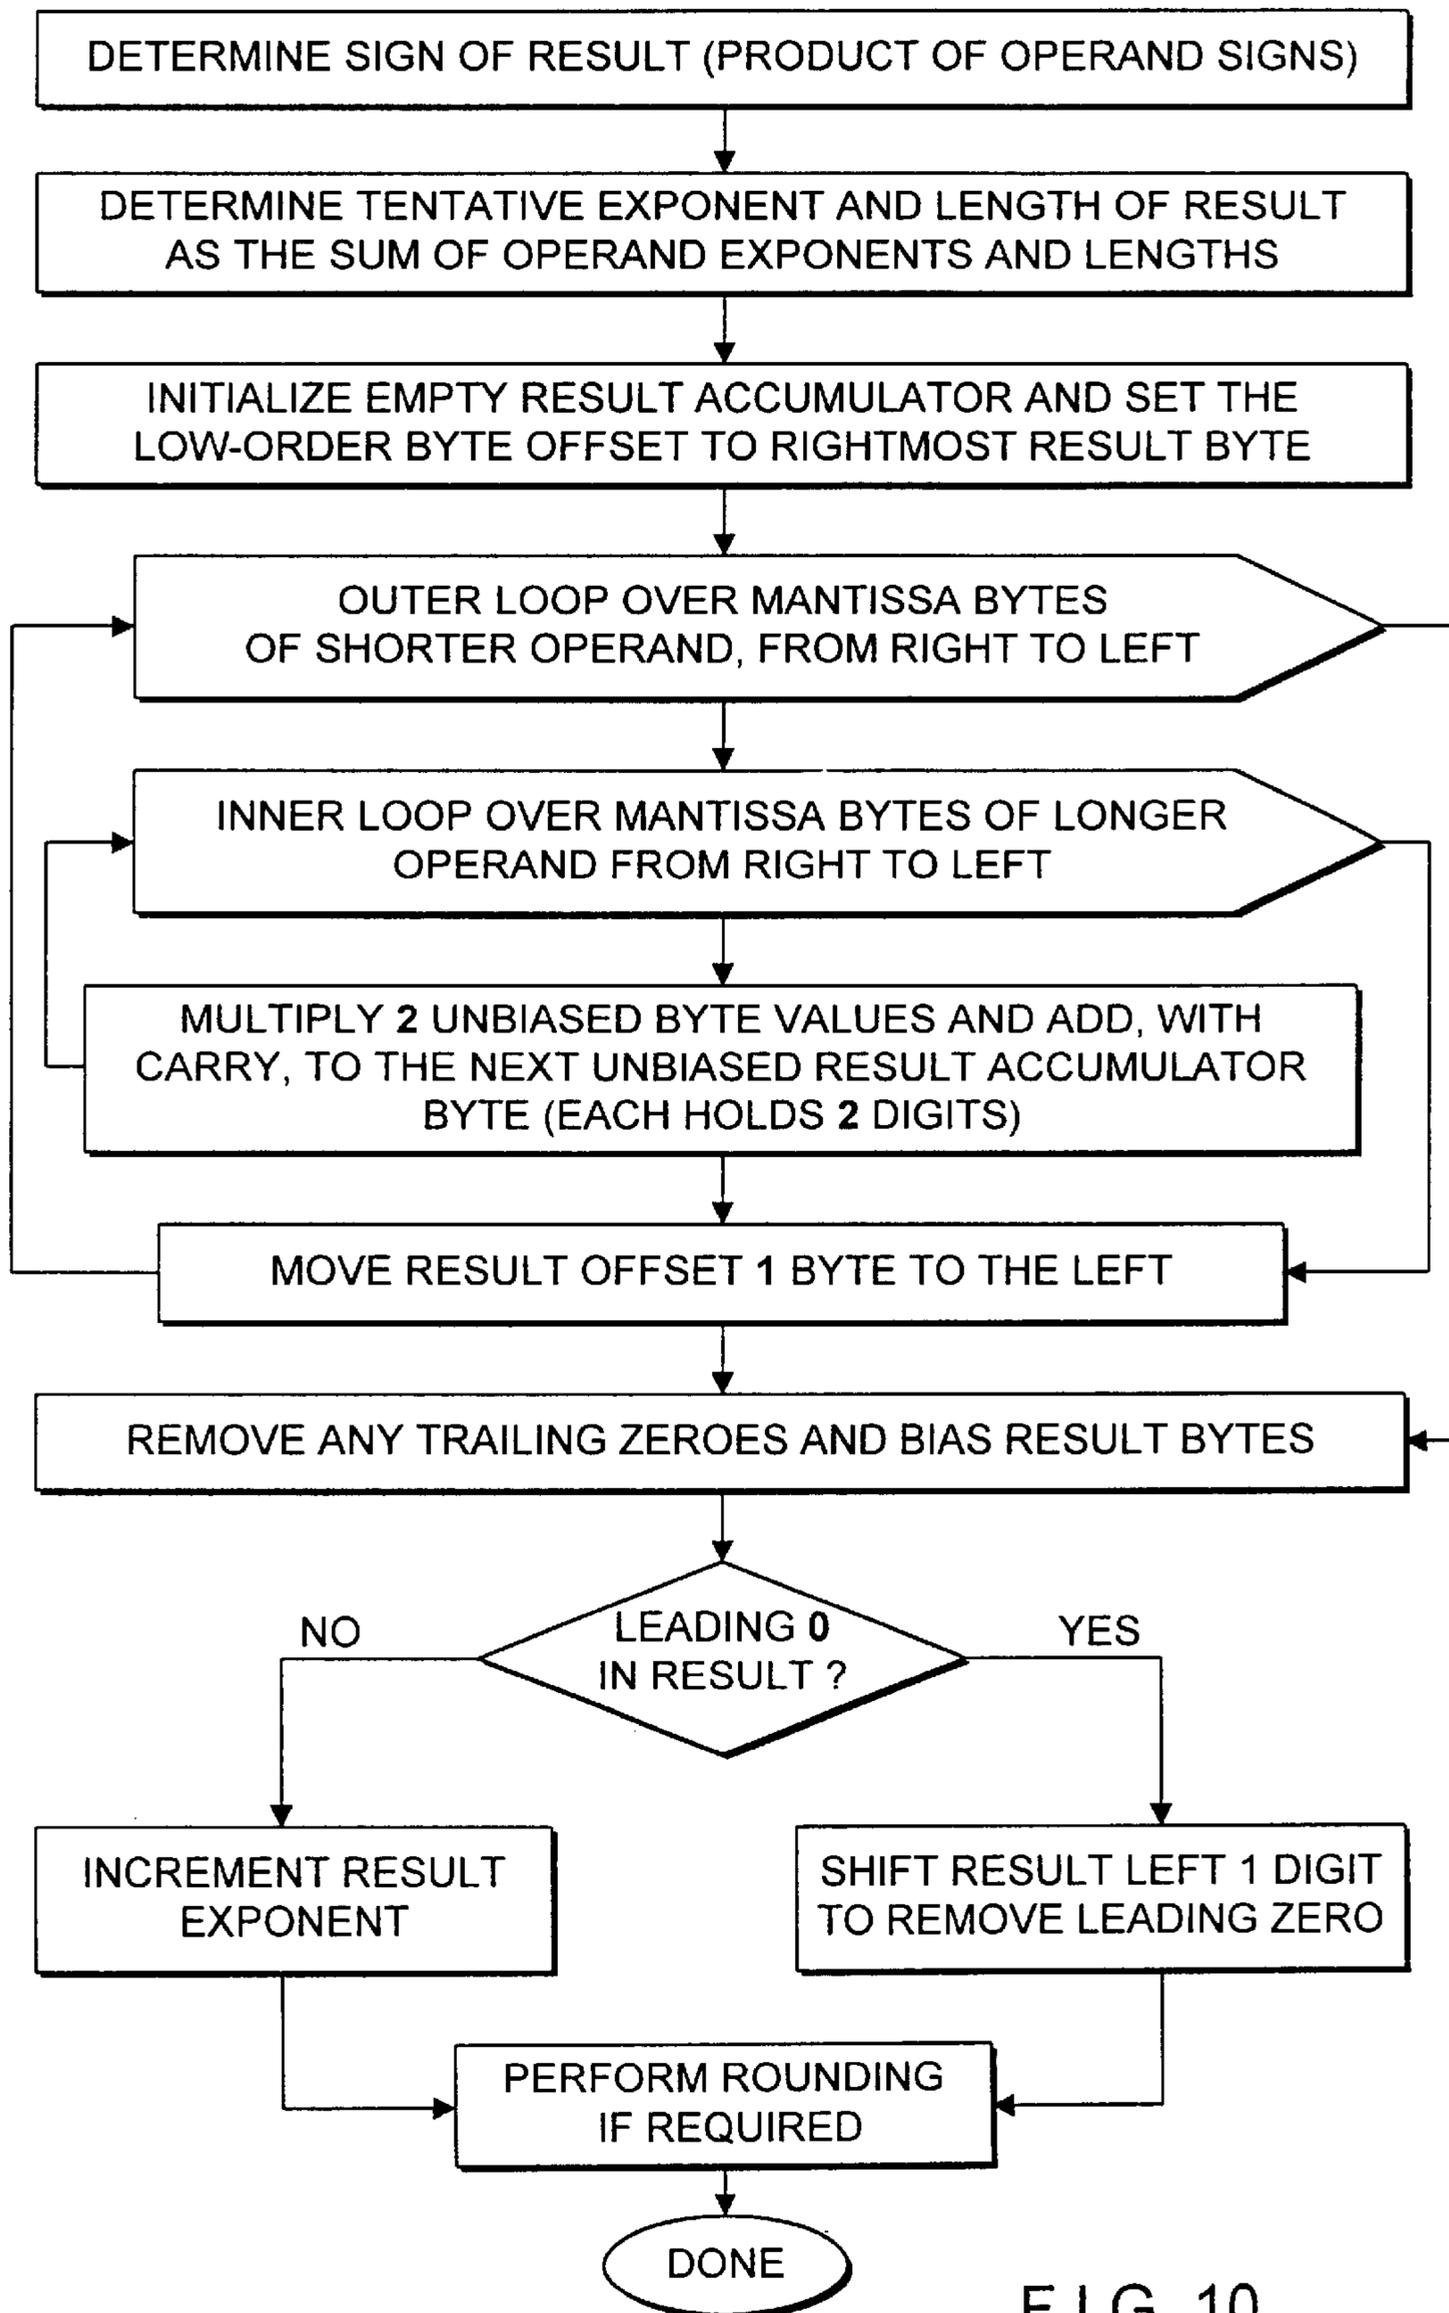 DETERMINE SIGN OF RESULT (PRODUCT OF OPERAND SIGNS)
DETERMINE TENTATIVE EXPONENT AND LENGTH OF RESULT
AS THE SUM OF OPERAND EXPONENTS AND LENGTHS
INITIALIZE EMPTY RESULT ACCUMULATOR AND SET THE
LOW-ORDER BYTE OFFSET TO RIGHTMOST RESULT BYTE
OUTER LOOP OVER MANTISSA BYTES
OF SHORTER OPERAND, FROM RIGHT TO LEFT
INNER LOOP OVER MANTISSA BYTES OF LONGER
OPERAND FROM RIGHT TO LEFT
MULTIPLY 2 UNBIASED BYTE VALUES AND ADD, WITH
CARRY, TO THE NEXT UNBIASED RESULT ACCUMULATOR
BYTE (EACH HOLDS 2 DIGITS)
MOVE RESULT OFFSET 1 BYTE TO THE LEFT
REMOVE ANY TRAILING ZEROES AND BIAS RESULT BYTES
LEADING 0
IN RESULT ?
NO
YES
INCREMENT RESULT
EXPONENT
SHIFT RESULT LEFT 1 DIGIT
TO REMOVE LEADING ZERO
PERFORM ROUNDING
IF REQUIRED
DONE
FIG. 10